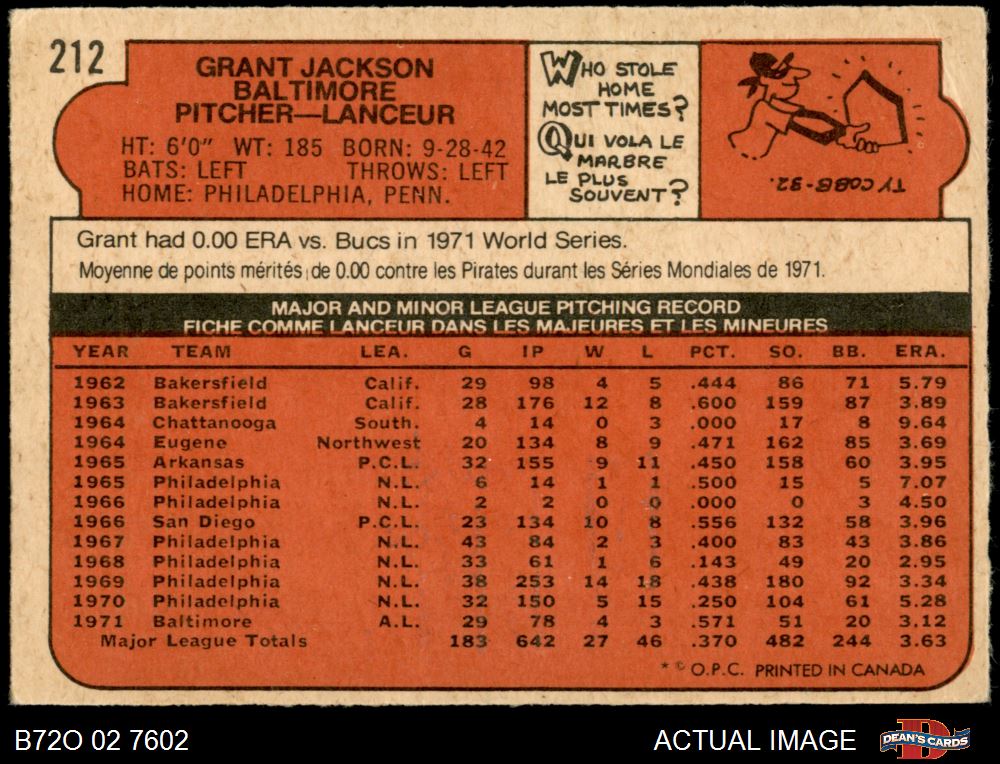 212
GRANT JACKSON
BALTIMORE
PITCHER—LANCEUR
HT: 6'0" WT: 185 BORN: 9-28-42
BATS: LEFT THROWS: LEFT
HOME: PHILADELPHIA, PENN.
WHO STOLE
HOME
MOST TIMES?
QUI VOLA LE
MARBRE
LE PLUS
SOUVENT?
TY COBB-32.
Grant had 0.00 ERA vs. Bucs in 1971 World Series.
Moyenne de points mérités de 0.00 contre les Pirates durant les Séries Mondiales de 1971.
MAJOR AND MINOR LEAGUE PITCHING RECORD
FICHE COMME LANCEUR DANS LES MAJEURES ET LES MINEURES
YEAR TEAM LEA. G IP W L PCT. SO. BB. ERA.
1962 Bakersfield Calif. 29 98 4 5 .444 86 71 5.79
1963 Bakersfield Calif. 28 176 12 8 .600 159 87 3.89
1964 Chattanooga South. 4 14 0 3 .000 17 8 9.64
1964 Eugene Northwest 20 134 8 9 .471 162 85 3.69
1965 Arkansas P.C.L. 32 155 9 11 .450 158 60 3.95
1965 Philadelphia N.L. 6 14 1 1 .500 15 5 7.07
1966 Philadelphia N.L. 2 2 0 0 .000 0 3 4.50
1966 San Diego P.C.L. 23 134 10 8 .556 132 58 3.96
1967 Philadelphia N.L. 43 84 2 3 .400 83 43 3.86
1968 Philadelphia N.L. 33 61 1 6 .143 49 20 2.95
1969 Philadelphia N.L. 38 253 14 18 .438 180 92 3.34
1970 Philadelphia N.L. 32 150 5 15 .250 104 61 5.28
1971 Baltimore A.L. 29 78 4 3 .571 51 20 3.12
Major League Totals 183 642 27 46 .370 482 244 3.63
* © O.P.C. PRINTED IN CANADA
B72O 02 7602
ACTUAL IMAGE
D
DEAN'S CARDS